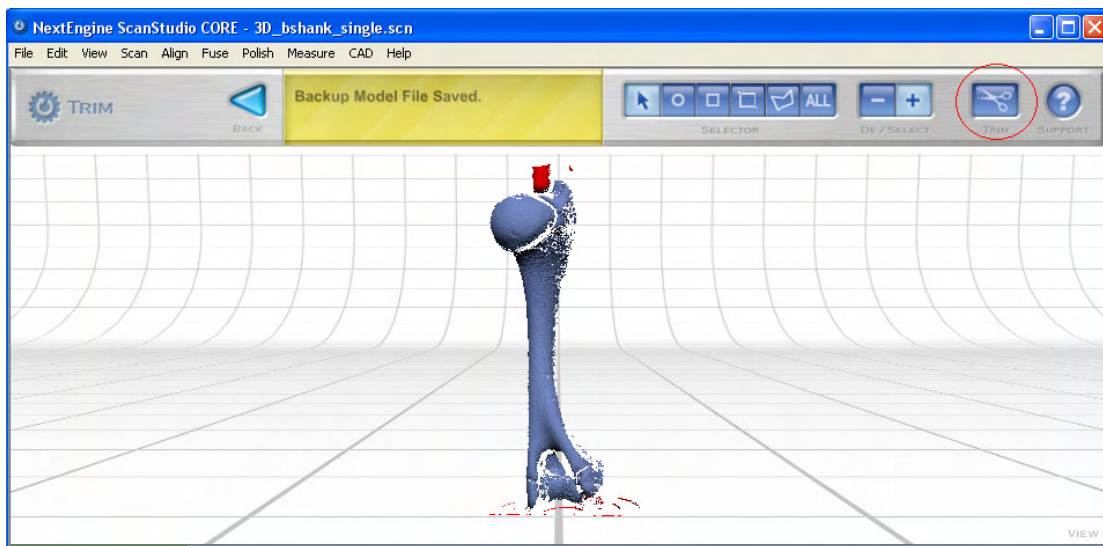 NextEngine ScanStudio CORE - 3D_bshank_single.scn
File Edit View Scan Align Fuse Polish Measure CAD Help
TRIM
BACK
Backup Model File Saved.
ALL
SELECTOR
DE/SELECT
TRIM
SUPPORT
?
VIEW